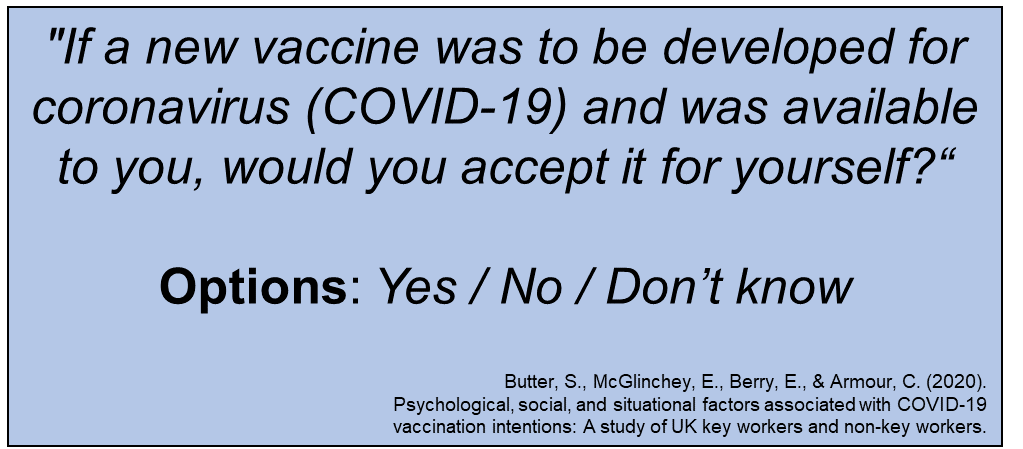 "If a new vaccine was to be developed for
coronavirus (COVID-19) and was available
to you, would you accept it for yourself?“
Options: Yes / No / Don’t know
Butter, S., McGlinchey, E., Berry, E., & Armour, C. (2020).
Psychological, social, and situational factors associated with COVID-19
vaccination intentions: A study of UK key workers and non-key workers.